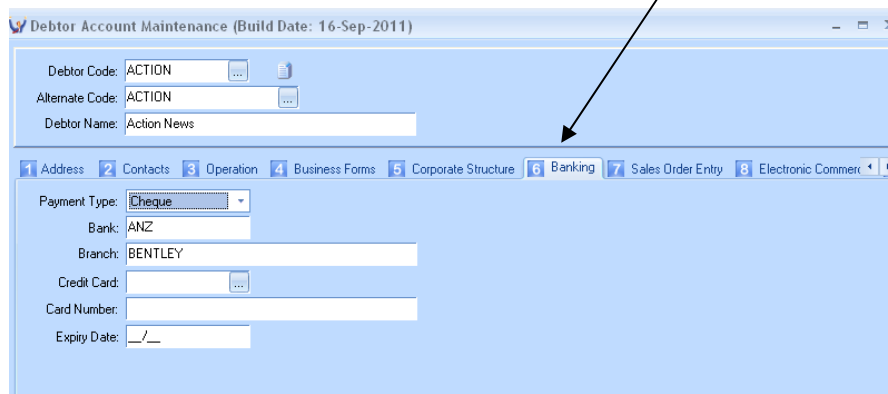 Debtor Account Maintenance (Build Date: 16-Sep-2011)
Debtor Code: ACTION ...
Alternate Code: ACTION ...
Debtor Name: Action News
1 Address 2 Contacts 3 Operation 4 Business Forms 5 Corporate Structure 6 Banking 7 Sales Order Entry 8 Electronic Commerc
Payment Type: Cheque
Bank: ANZ
Branch: BENTLEY
Credit Card: ...
Card Number:
Expiry Date: __/__